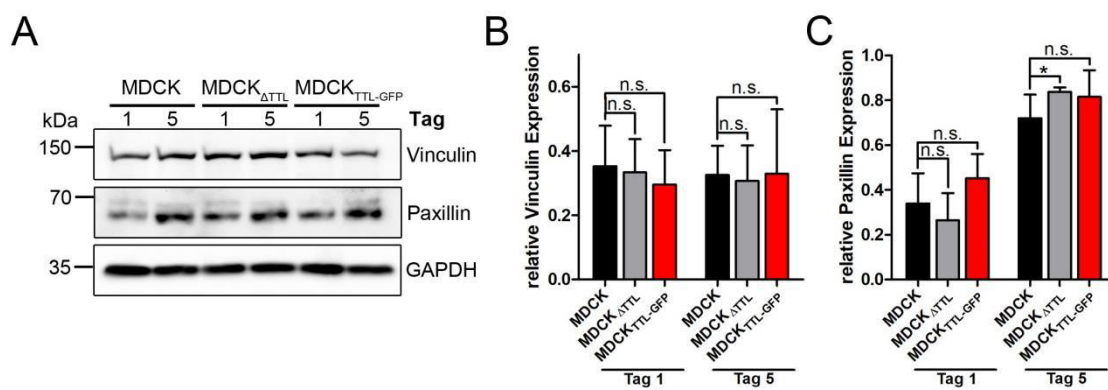 A
MDCK MDCKΔTTL MDCKTTL-GFP
kDa 1 5 1 5 1 5 Tag
150 Vinculin
70 Paxillin
35 GAPDH
B
relative Vinculin Expression
0.6
0.4
0.2
0.0
n.s.
n.s.
n.s.
n.s.
MDCK
MDCKΔTTL
MDCKTTL-GFP
MDCK
MDCKΔTTL
MDCKTTL-GFP
Tag 1 Tag 5
C
relative Paxillin Expression
1.0
0.8
0.6
0.4
0.2
0.0
n.s.
n.s.
n.s.
*
MDCK
MDCKΔTTL
MDCKTTL-GFP
MDCK
MDCKΔTTL
MDCKTTL-GFP
Tag 1 Tag 5